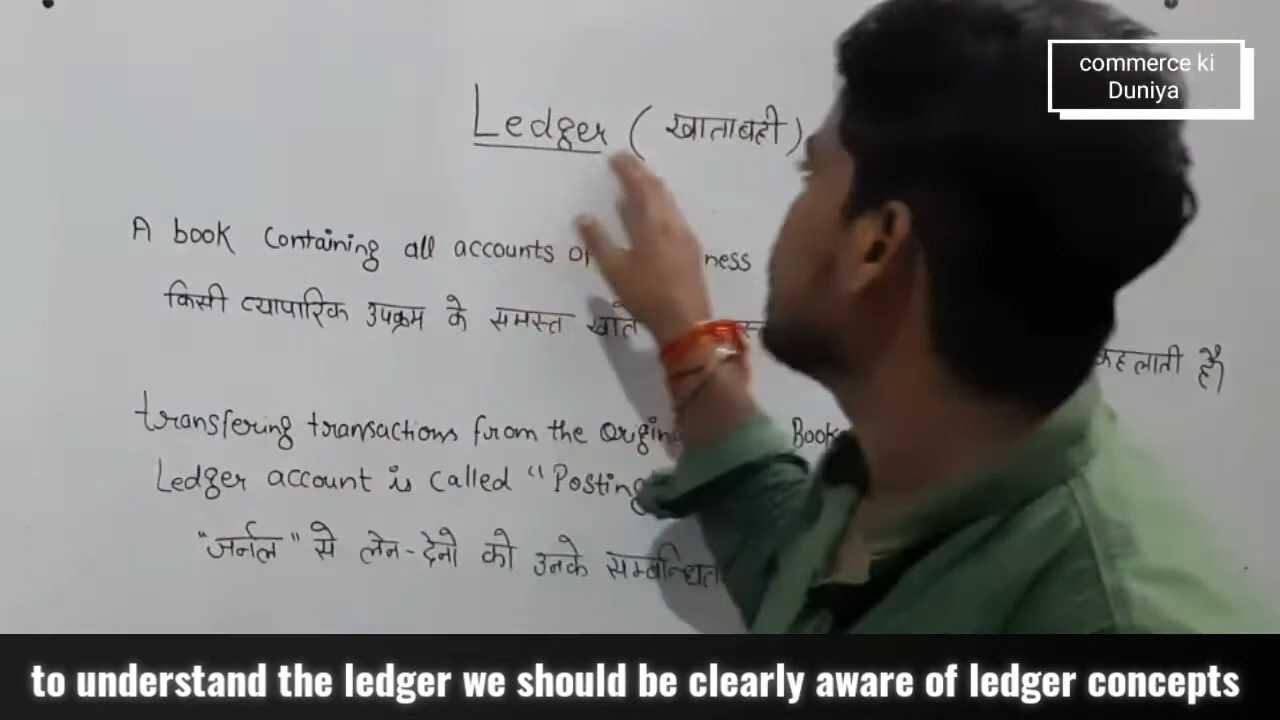 commerce ki
Duniya
Ledger (खाताबही)
A book Containing all accounts of ness
किसी व्यापारिक उपक्रम के समस्त खाते कहलाती है।
transfering transactions from the Book
Ledger account is called "Posting
"जर्नल" से लेन-देनो को उनके सम्बन्धित
to understand the ledger we should be clearly aware of ledger concepts